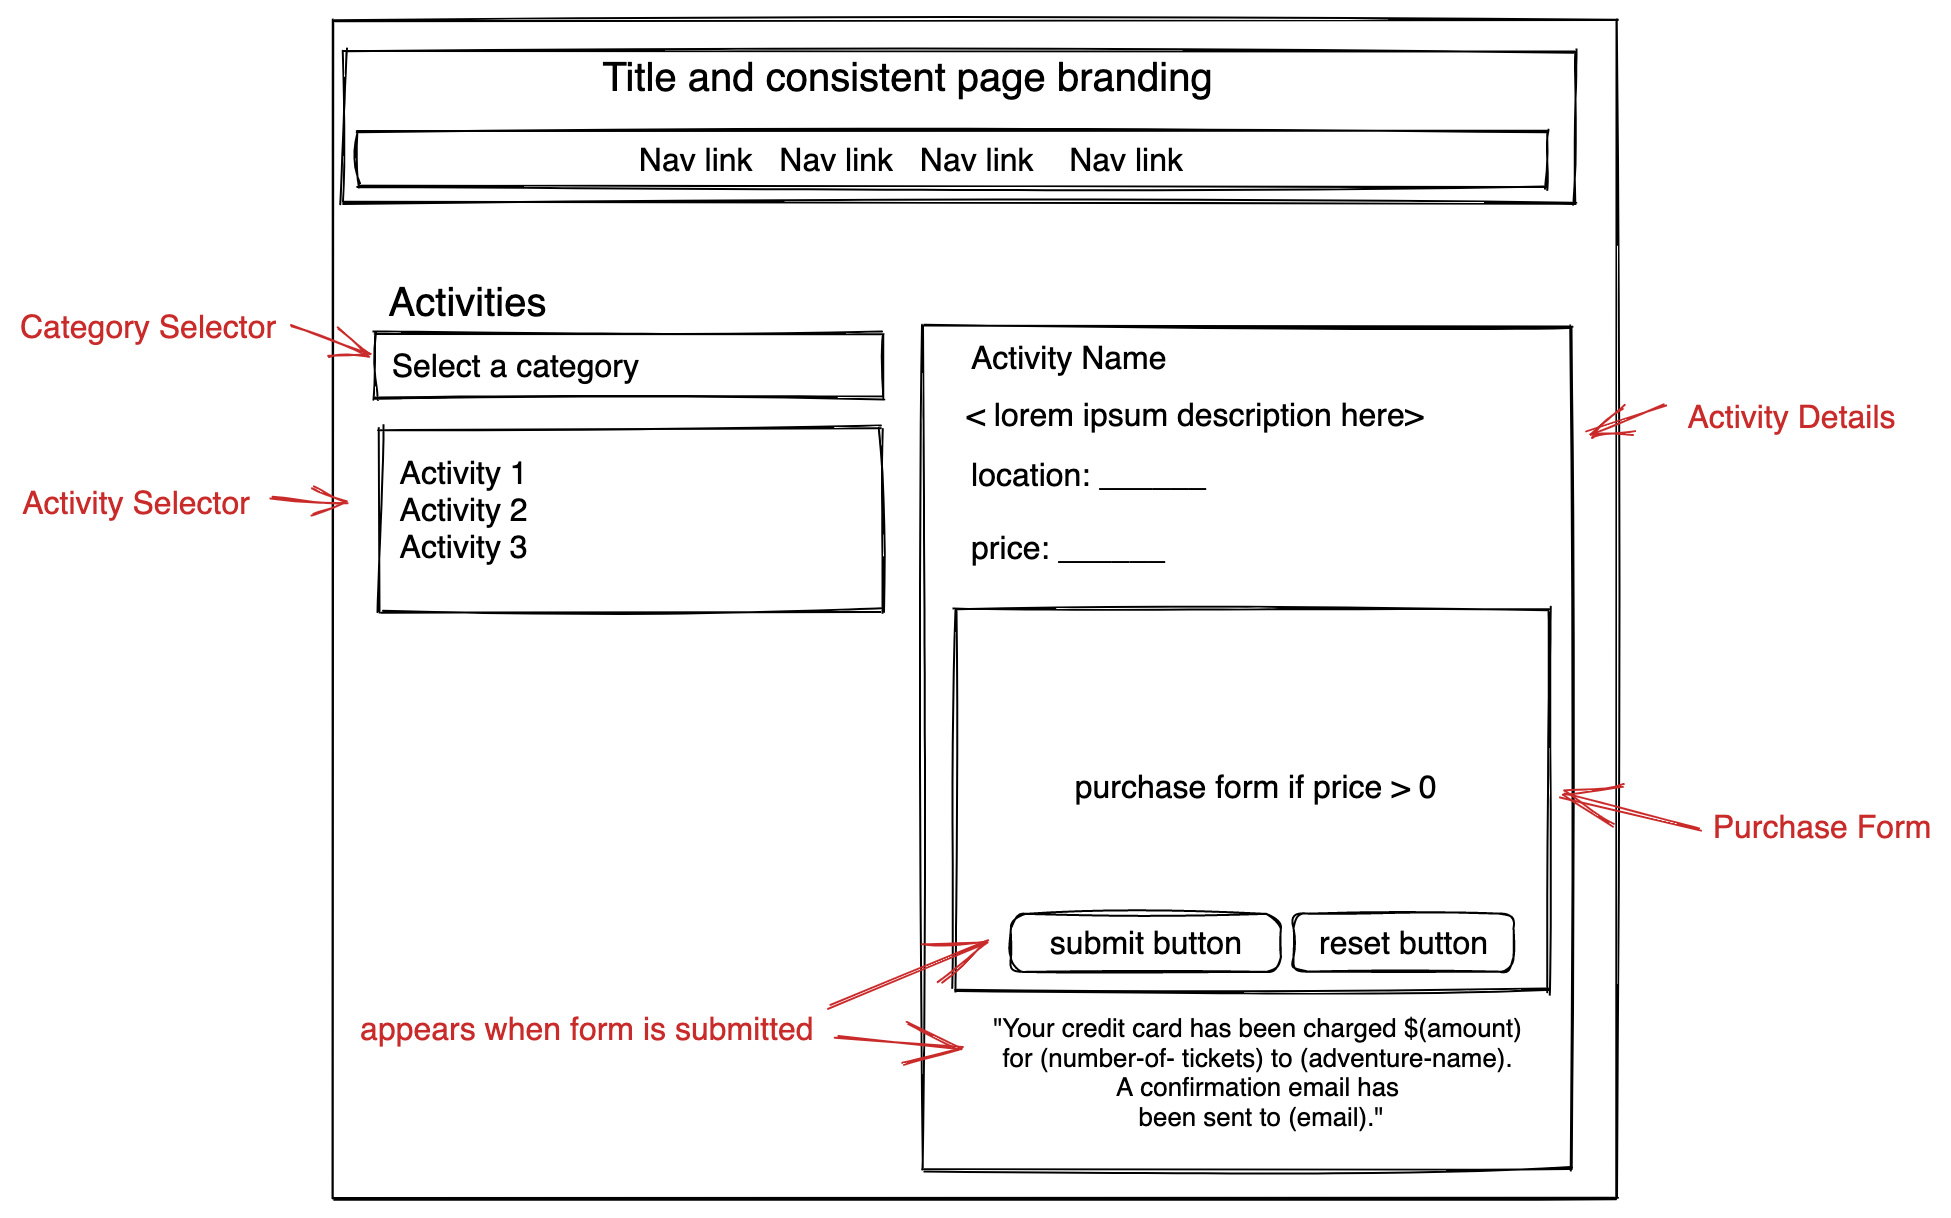 Title and consistent page branding
Nav link Nav link Nav link Nav link
Activities
Category Selector
Select a category
Activity Selector
Activity 1
Activity 2
Activity 3
Activity Name
< lorem ipsum description here>
location: ______
price: ______
Activity Details
purchase form if price > 0
Purchase Form
submit button reset button
appears when form is submitted
"Your credit card has been charged $(amount)
for (number-of- tickets) to (adventure-name).
A confirmation email has
been sent to (email)."